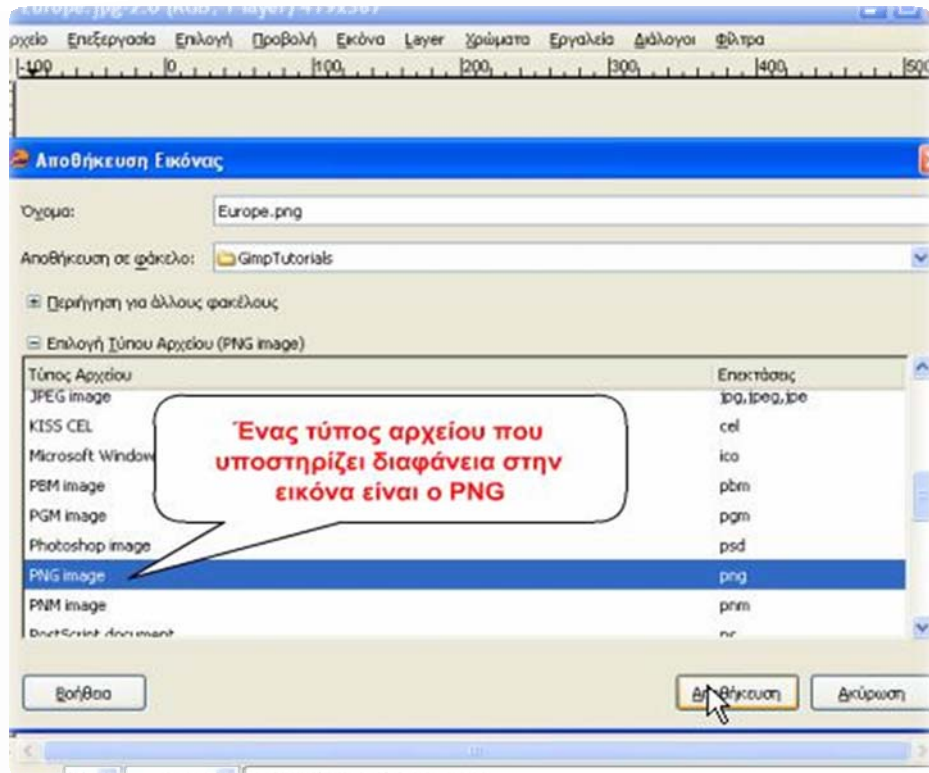 Επεξεργασία Επιλογή Προβολή Εικόνα Layer Χρώματα Εργαλεία Διάλογοι Φίλτρα
-100 0 100 200 300 400 500
Αποθήκευση Εικόνας
Όνομα: Europe.png
Αποθήκευση σε φάκελο: GimpTutorials
Περιήγηση για άλλους φακέλους
Επιλογή Τύπου Αρχείου (PNG image)
Τύπος Αρχείου Επεκτάσεις
JPEG image jpg,jpeg,jpe
KISS CEL cel
Microsoft Window ico
PBM image pbm
PGM image pgm
Photoshop image psd
PNG image png
PNM image pnm
PostScript document
Ένας τύπος αρχείου που
υποστηρίζει διαφάνεια στην
εικόνα είναι ο PNG
Βοήθεια Αποθήκευση Ακύρωση